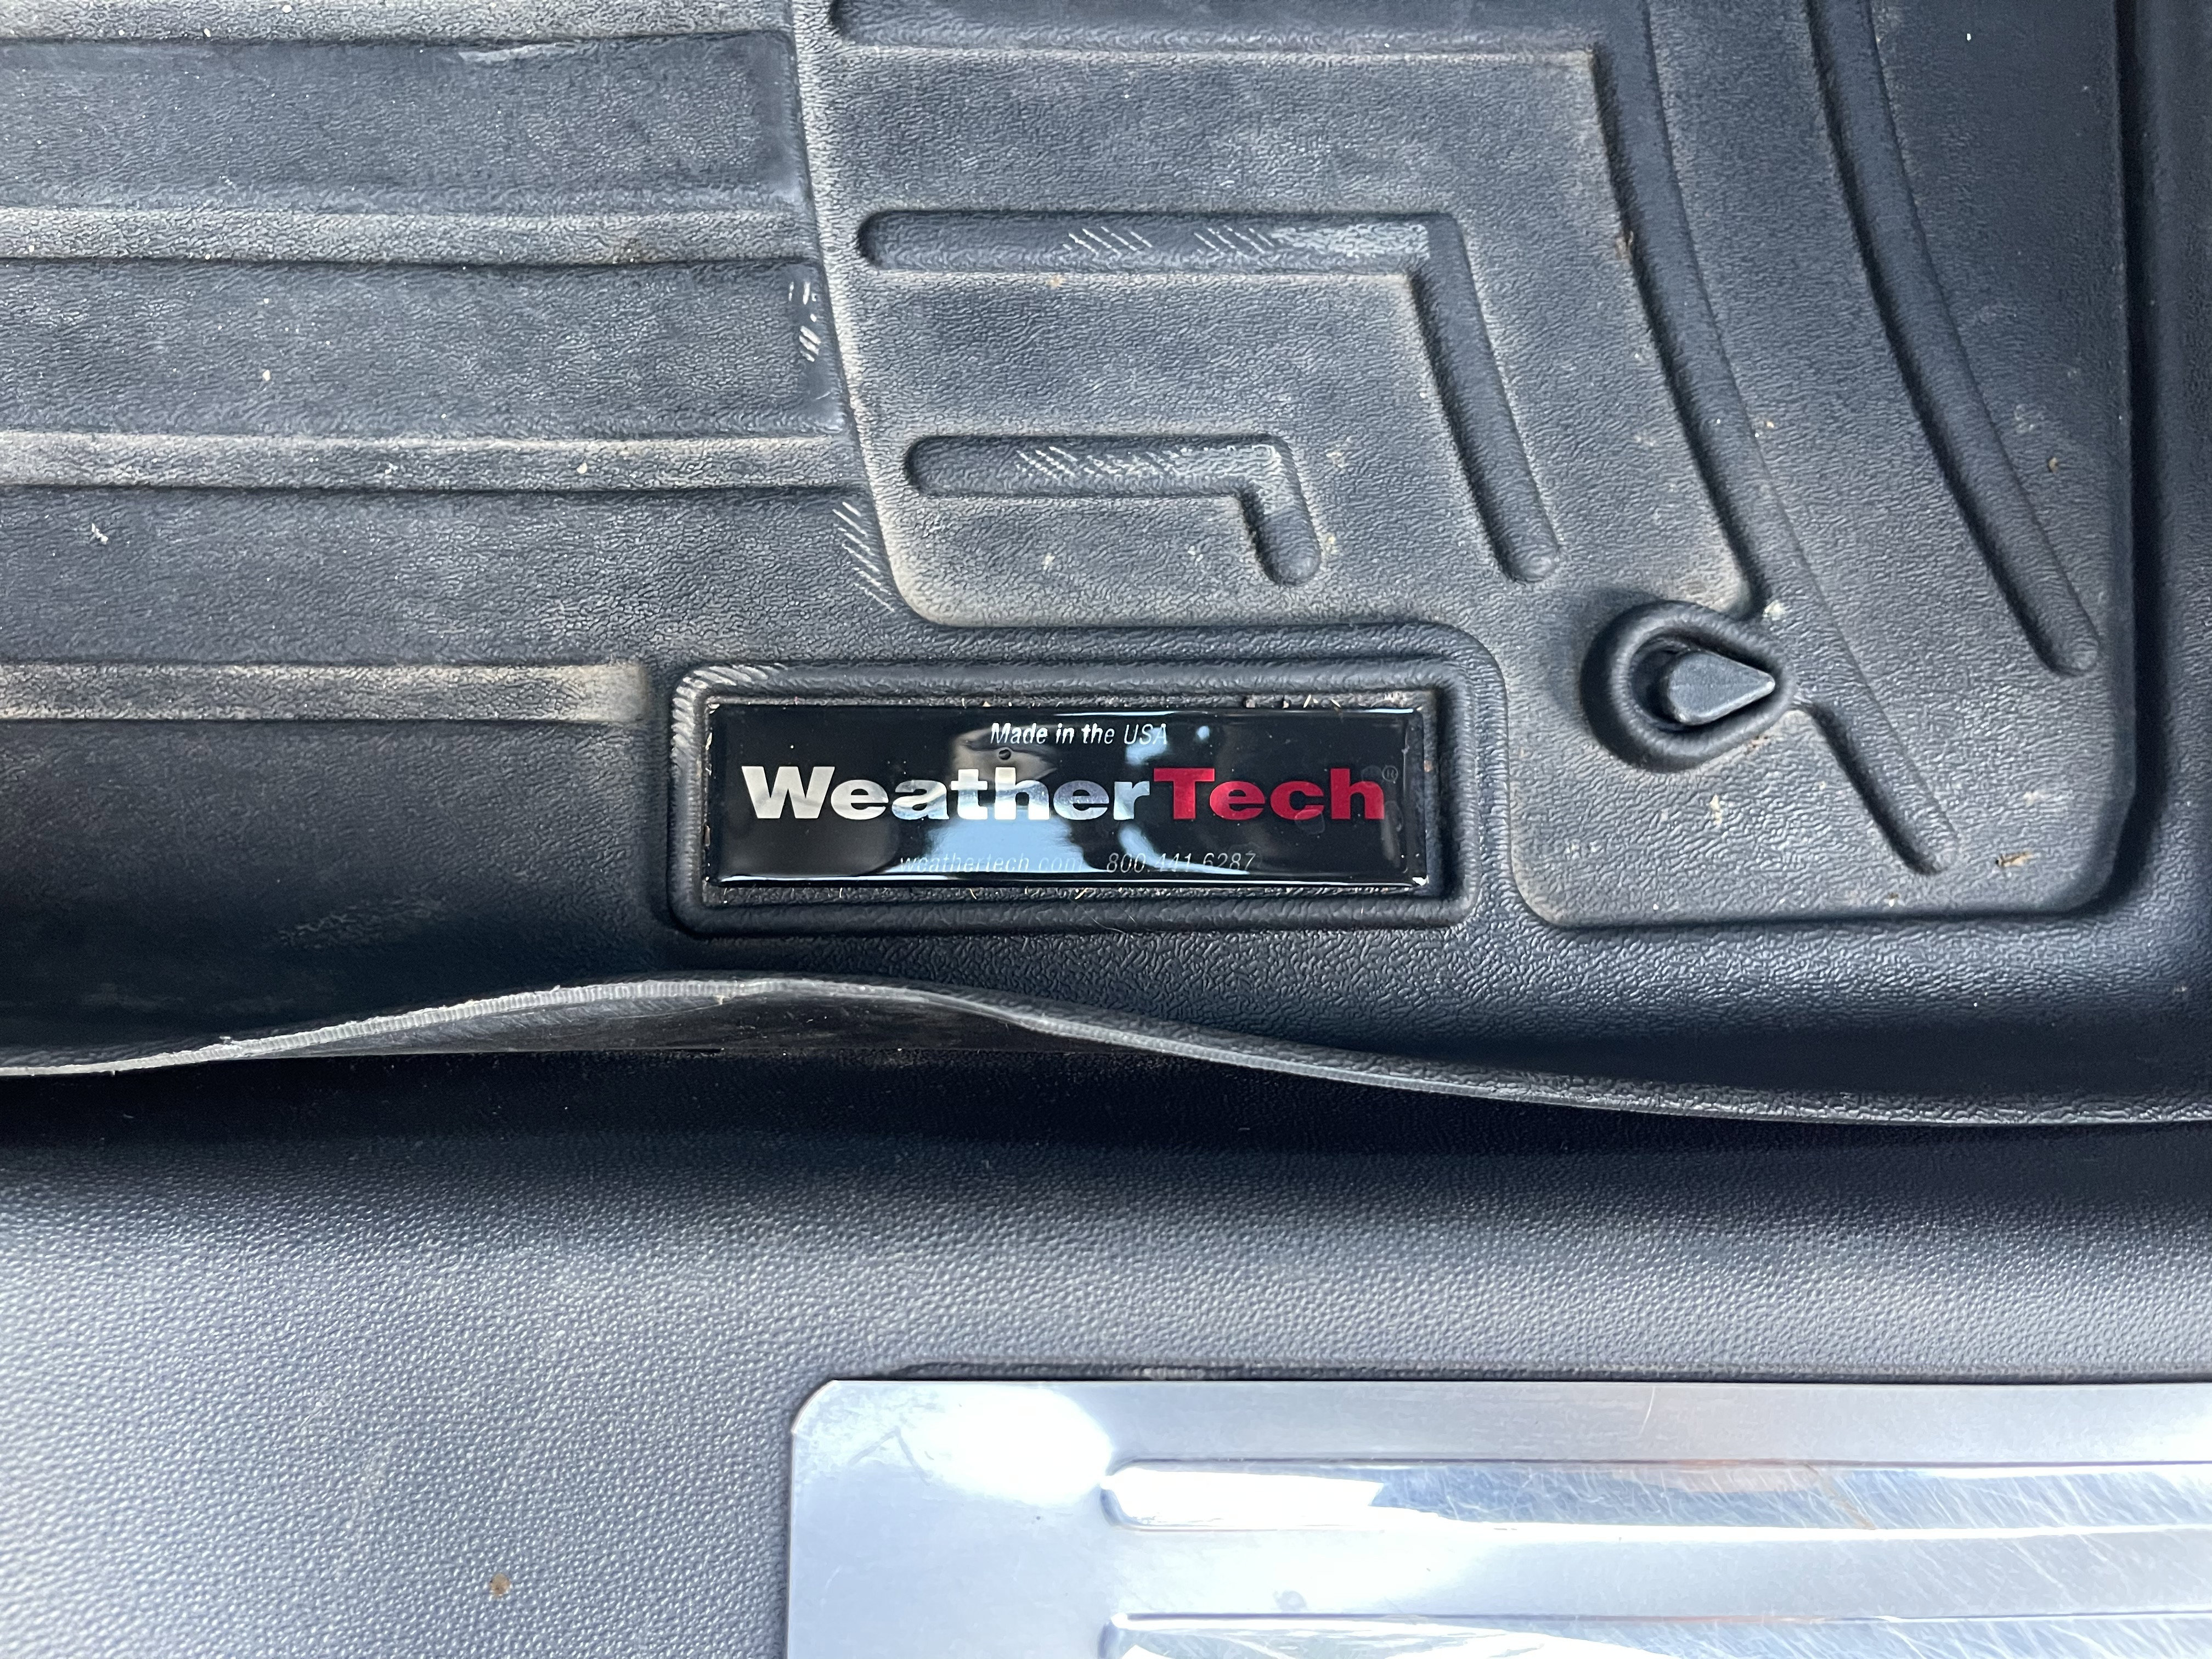 Made in the USA
WeatherTech®
weathertech.com 800.441.6287